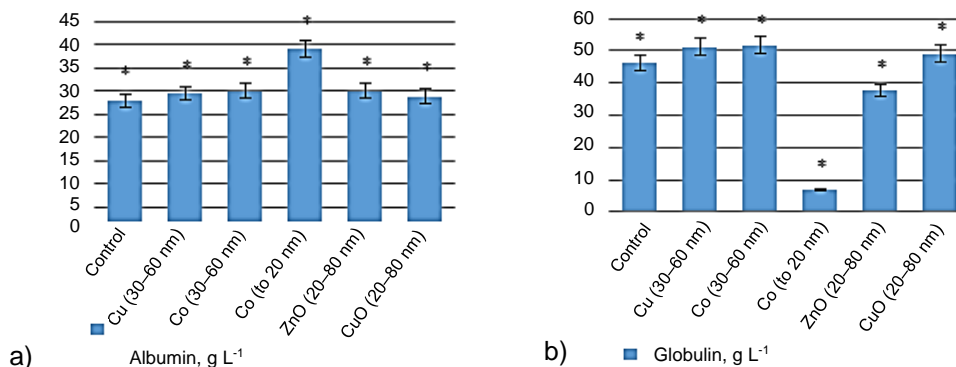 45
40
35
30
25
20
15
10
5
0
* * * * * *
Control
Cu (30–60 nm)
Co (30–60 nm)
Co (to 20 nm)
ZnO (20–80 nm)
CuO (20–80 nm)
a)
Albumin, g L⁻¹
60
50
40
30
20
10
0
* * * * * *
Control
Cu (30–60 nm)
Co (30–60 nm)
Co (to 20 nm)
ZnO (20–80 nm)
CuO (20–80 nm)
b)
Globulin, g L⁻¹